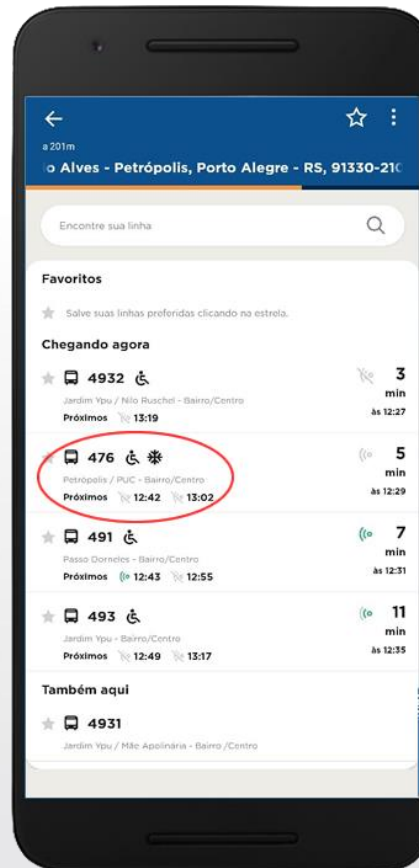 a 201m
o Alves - Petrópolis, Porto Alegre - RS, 91330-210
Encontre sua linha
Favoritos
Salve suas linhas preferidas clicando na estrela.
Chegando agora
4932 3
Jardim Ypu / Nilo Ruschel - Bairro/Centro min
Próximos 13:19 às 12:27
476 5
Petrópolis / PUC - Bairro/Centro min
Próximos 12:42 13:02 às 12:29
491 7
Passo Dorneles - Bairro/Centro min
Próximos 12:43 12:55 às 12:31
493 11
Jardim Ypu - Bairro/Centro min
Próximos 12:49 13:17 às 12:35
Também aqui
4931
Jardim Ypu / Mãe Apolinária - Bairro /Centro